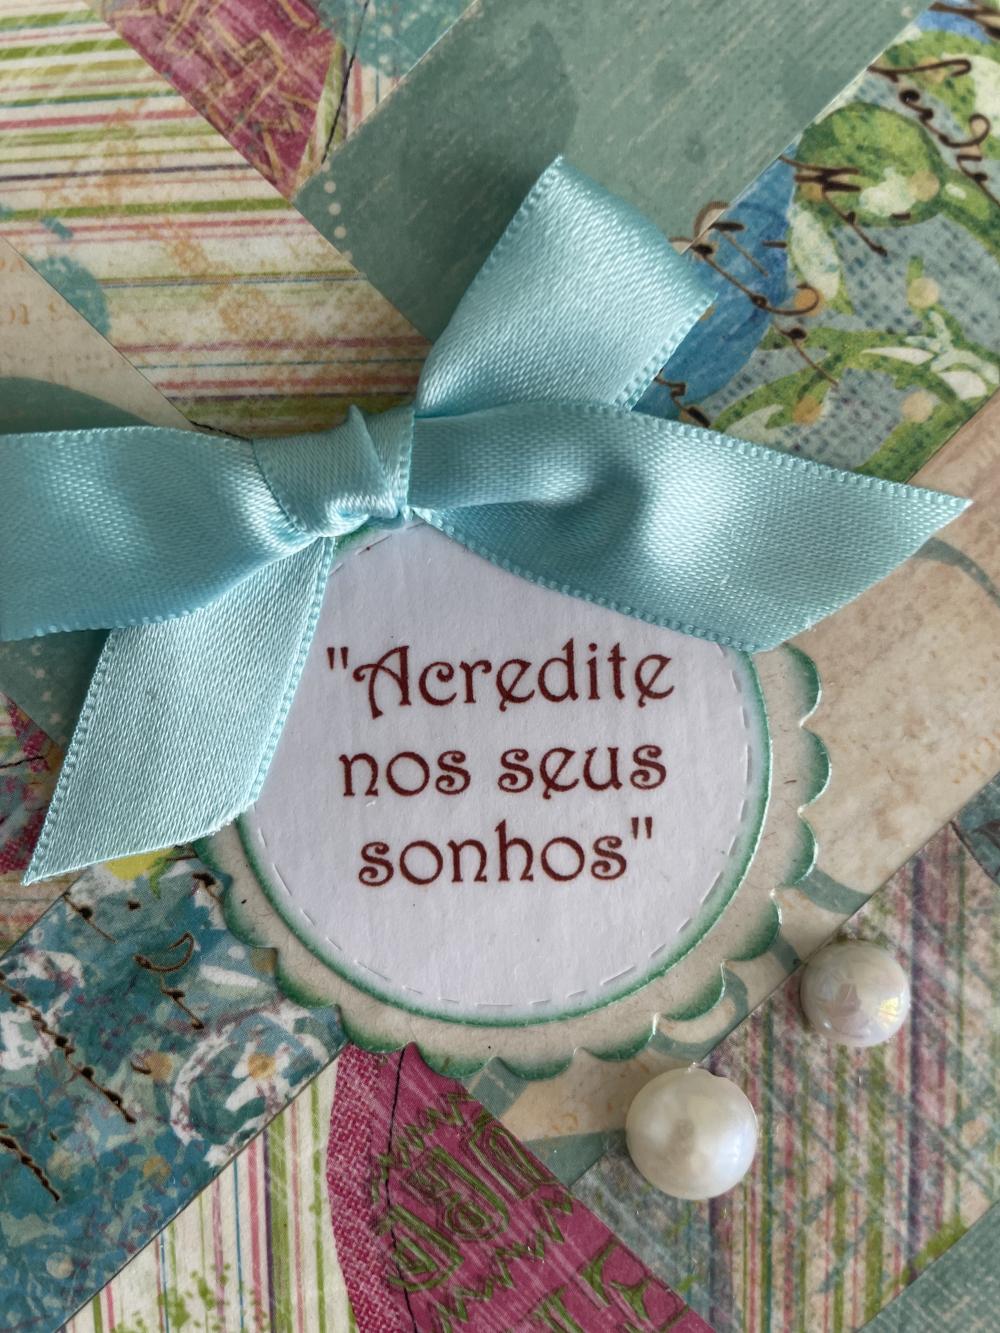 "Acredite
nos seus
sonhos"